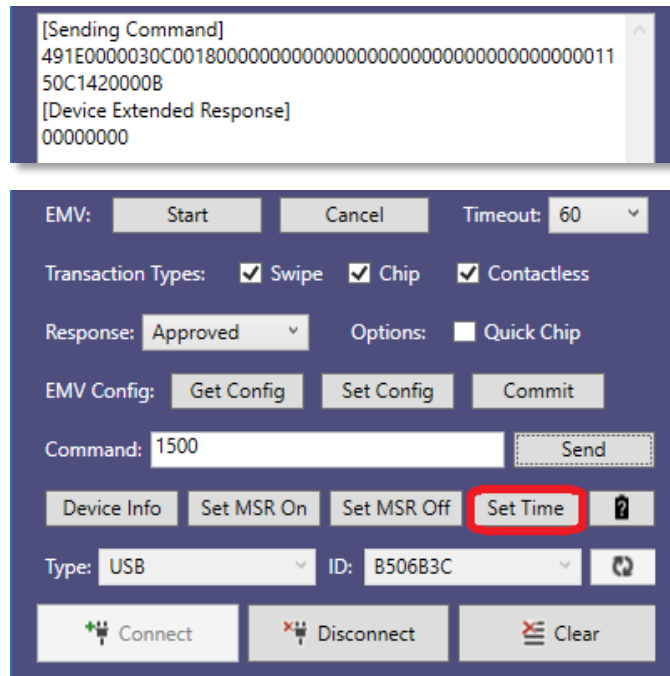 [Sending Command]
491E0000030C00180000000000000000000000000000000000011
50C1420000B
[Device Extended Response]
00000000
EMV: Start Cancel Timeout: 60
Transaction Types: Swipe Chip Contactless
Response: Approved Options: Quick Chip
EMV Config: Get Config Set Config Commit
Command: 1500 Send
Device Info Set MSR On Set MSR Off Set Time ?
Type: USB ID: B506B3C
Connect Disconnect Clear